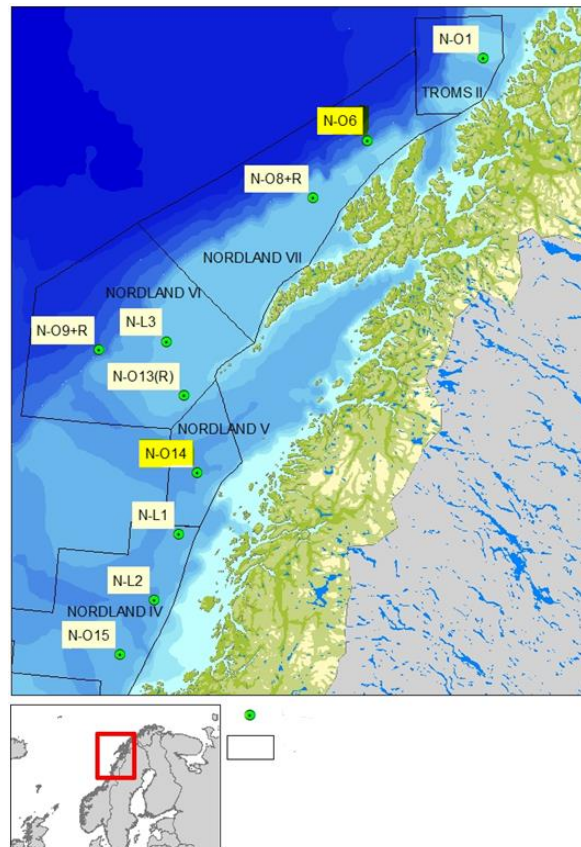 N-O1
TROMS II
N-O6
N-O8+R
NORDLAND VII
NORDLAND VI
N-L3
N-O9+R
N-O13(R)
NORDLAND V
N-O14
N-L1
N-L2
NORDLAND IV
N-O15